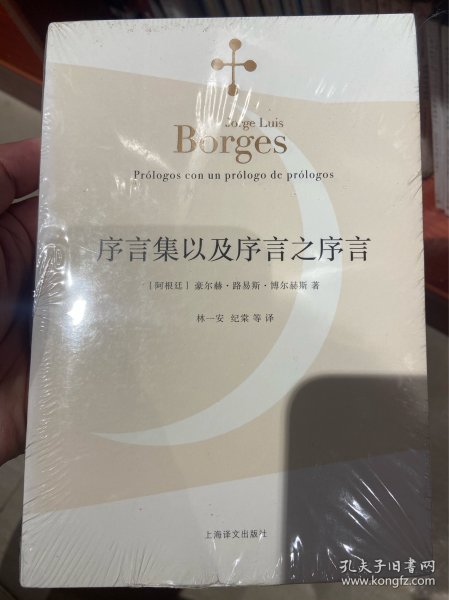 Jorge Luis
Borges
Prólogos con un prólogo de prólogos
序言集以及序言之序言
［阿根廷］豪尔赫·路易斯·博尔赫斯 著
林一安 纪棠 等 译
上海译文出版社
孔夫子旧书网
www.kongfz.com